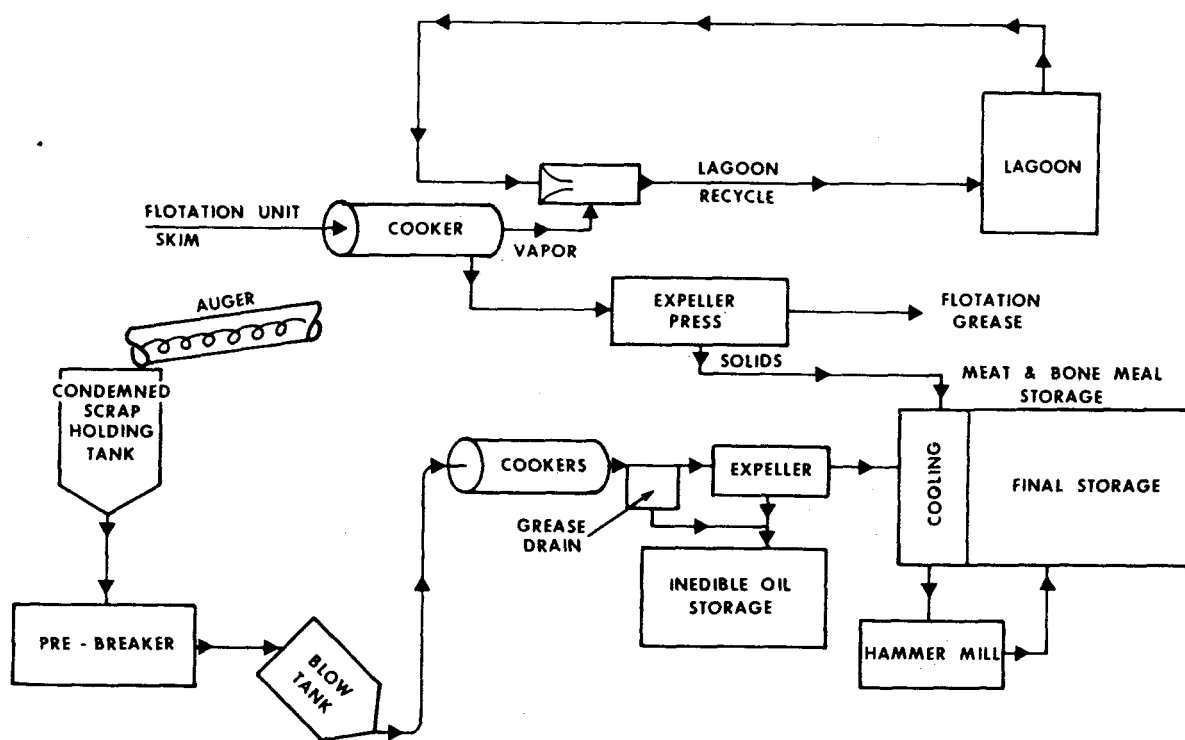 LAGOON
LAGOON
RECYCLE
FLOTATION UNIT
SKIM
COOKER
VAPOR
AUGER
EXPELLER
PRESS
FLOTATION
GREASE
SOLIDS
MEAT & BONE MEAL
STORAGE
CONDEMNED
SCRAP
HOLDING
TANK
COOKERS
EXPELLER
COOLING
FINAL STORAGE
GREASE
DRAIN
INEDIBLE OIL
STORAGE
PRE - BREAKER
BLOW
TANK
HAMMER MILL